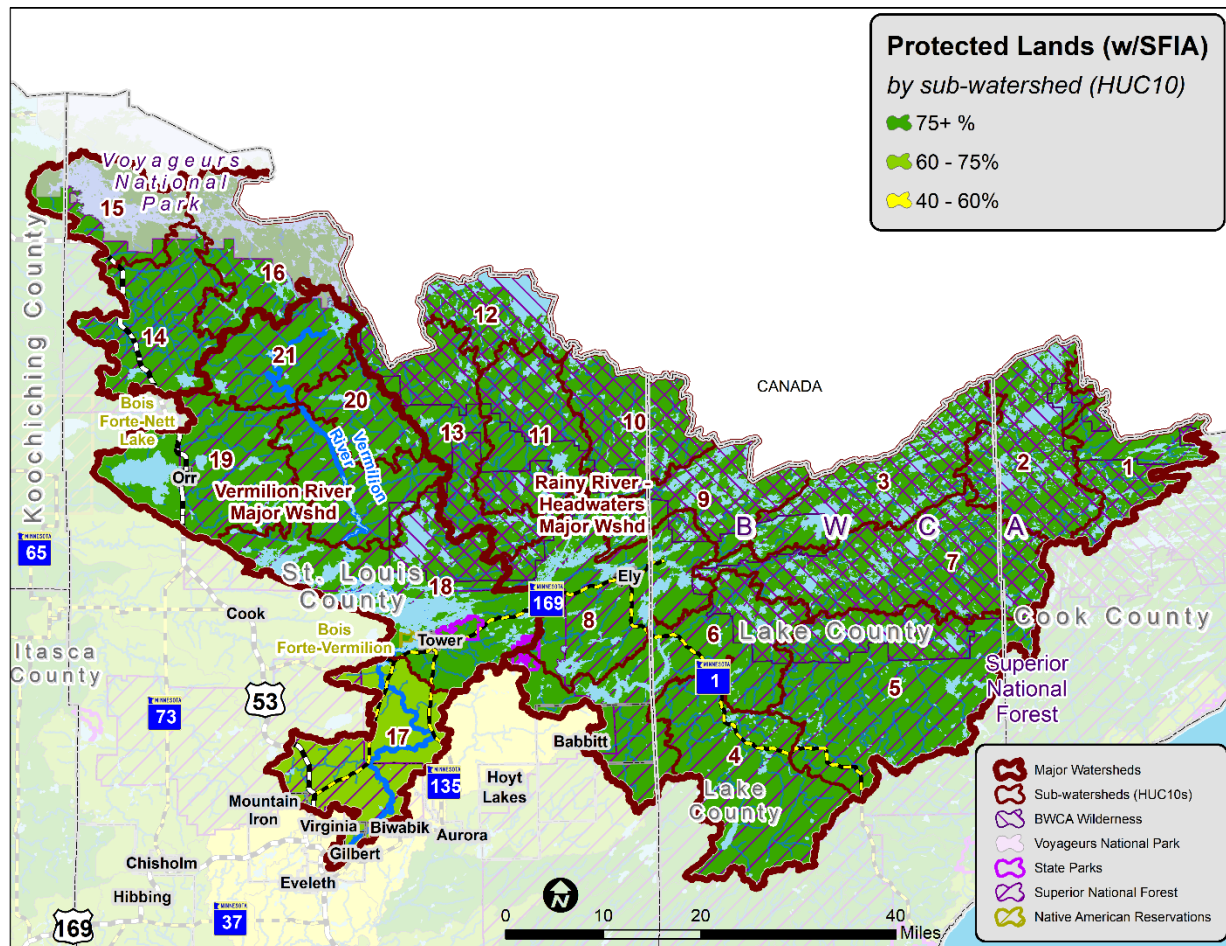 Protected Lands (w/SFIA)
by sub-watershed (HUC10)
75+ %
60 - 75%
40 - 60%
Voyageurs
National
Park
15
16
12
14
21
CANADA
Koochiching County
20
10
2
Bois
Forte-Nett
Lake
13
11
3
1
19
Orr
Vermilion
River
Vermilion River
Major Wshd
Rainy River -
Headwaters
Major Wshd
9
B W C A
7
MINNESOTA
65
St. Louis
County
18
Ely
MINNESOTA
169
Cook
Bois
Forte-Vermilion
Tower
8
6
Lake County
Cook County
Itasca
County
MINNESOTA
1
5
Superior
National
Forest
53
MINNESOTA
73
17
Babbitt
4
MINNESOTA
135
Hoyt
Lakes
Lake
County
Mountain
Iron
Virginia
Biwabik
Aurora
Gilbert
Chisholm
Eveleth
Hibbing
MINNESOTA
37
169
N
0 10 20 40
Miles
Major Watersheds
Sub-watersheds (HUC10s)
BWCA Wilderness
Voyageurs National Park
State Parks
Superior National Forest
Native American Reservations